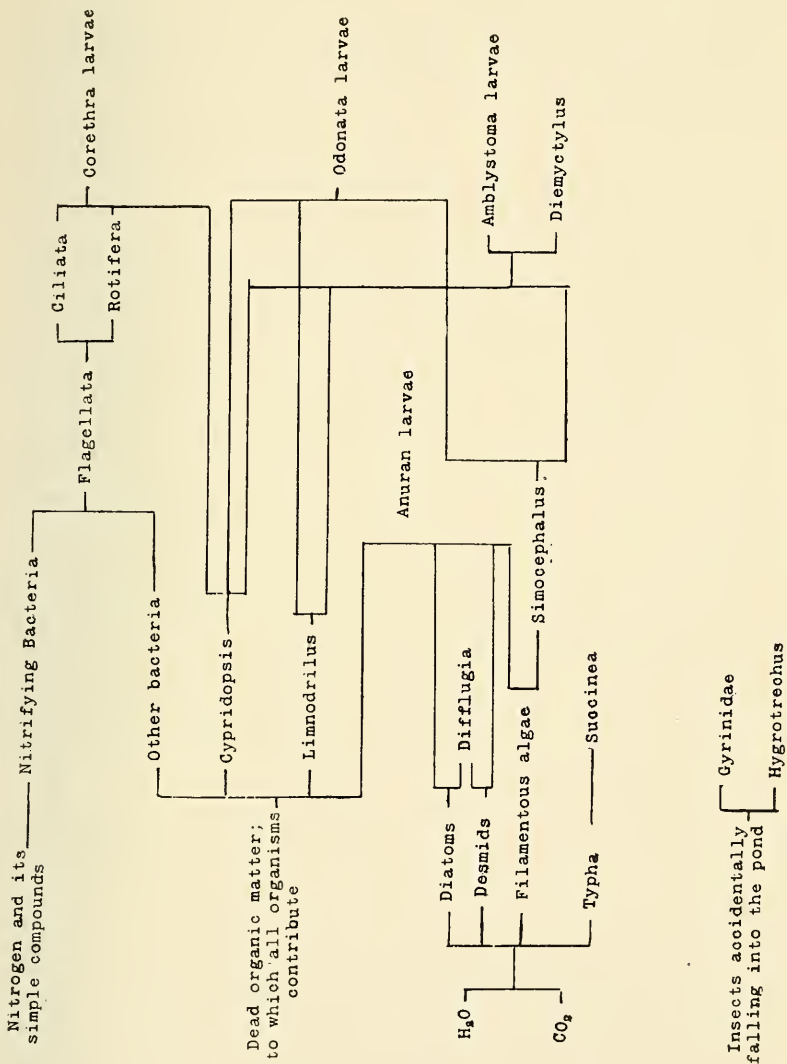 Nitrogen and its
simple compounds
Nitrifying Bacteria
Flagellata
Ciliata
Rotifera
Corethra larvae
Other bacteria
Dead organic matter;
to which all organisms
contribute
Cypridopsis
Limnodrilus
Odonata larvae
Anuran larvae
Amblystoma larvae
Diemyctylus
H₂O
CO₂
Diatoms
Desmids
Difflugia
Filamentous algae
Simocephalus
Typha
Succinea
Insects accidentally
falling into the pond
Gyrinidae
Hygrotrechus